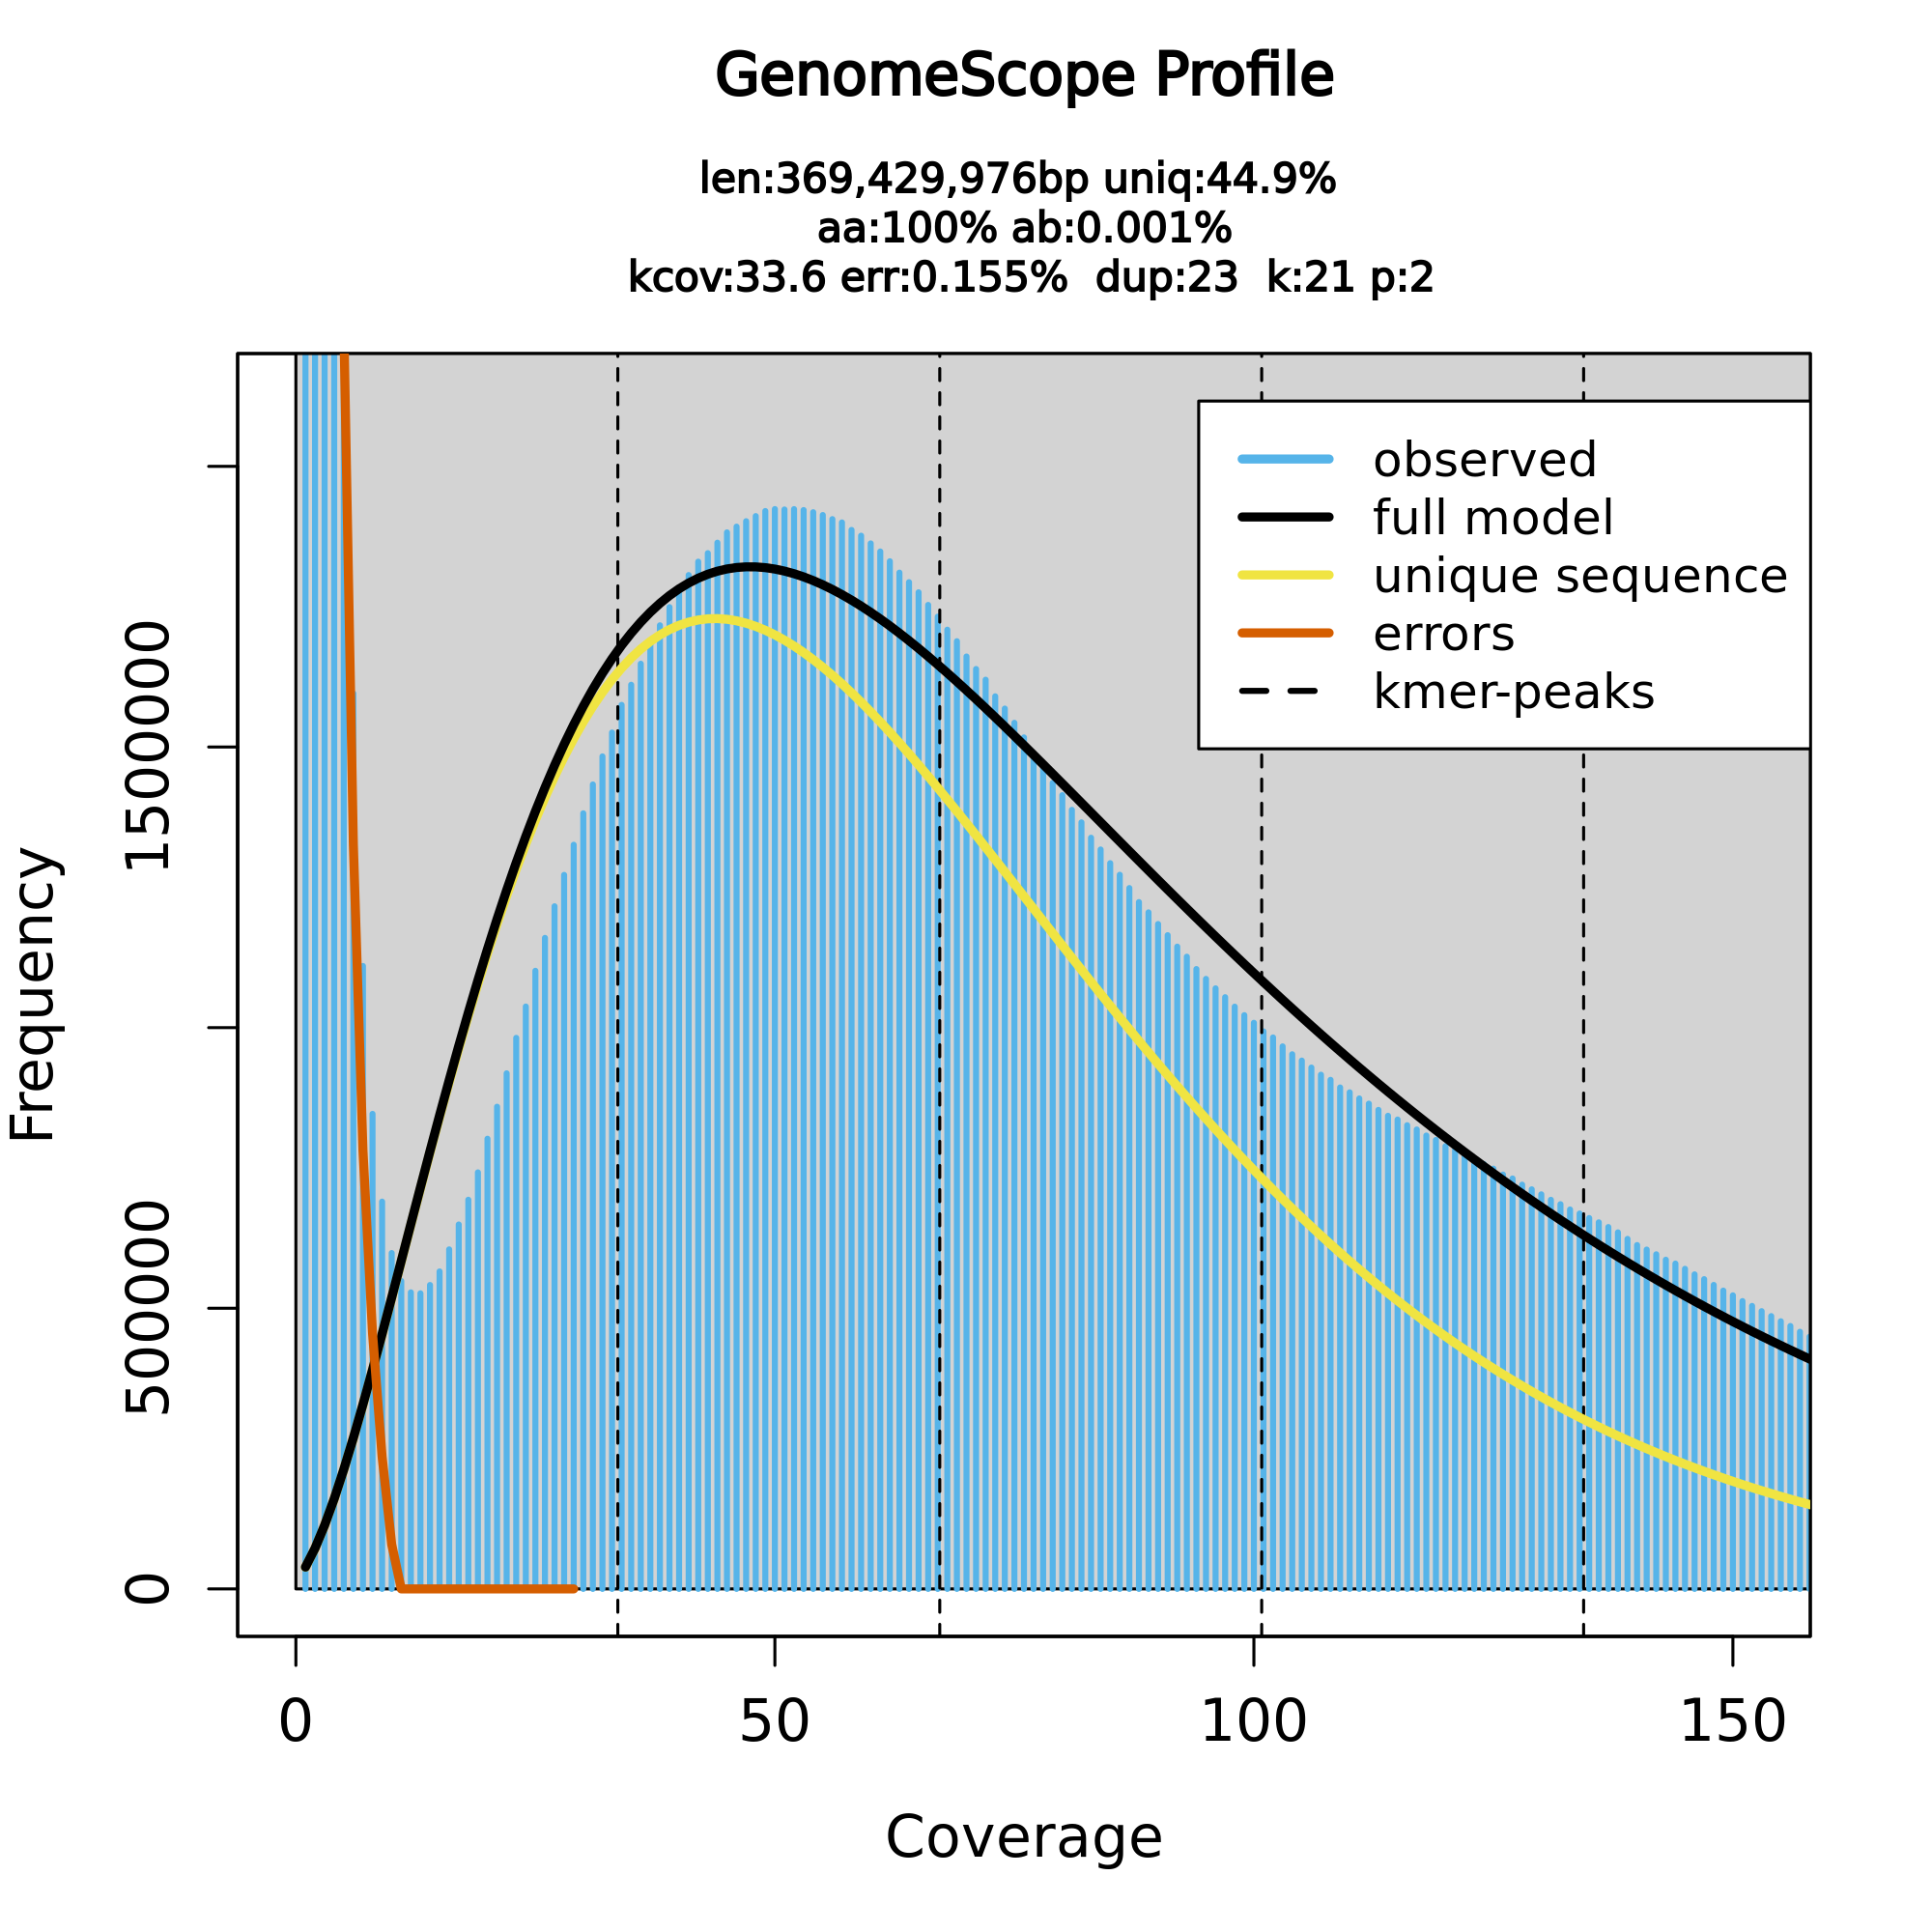 GenomeScope Profile
len:369,429,976bp uniq:44.9%
aa:100% ab:0.001%
kcov:33.6 err:0.155% dup:23 k:21 p:2
observed
full model
unique sequence
errors
kmer-peaks
Frequency
1500000
500000
0
0 50 100 150
Coverage